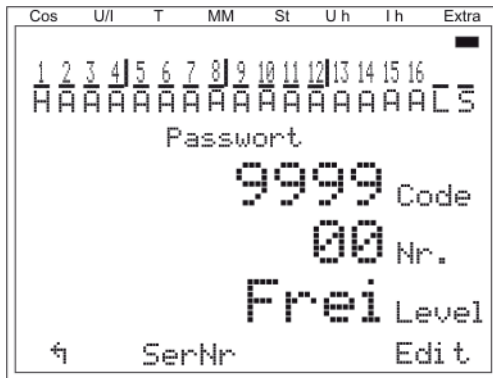 Cos U/I T MM St U h I h Extra
1 2 3 4 5 6 7 8 9 10 11 12 13 14 15 16
A A A A A A A A A A A A A A A A L S
Passwort
9999 Code
00 Nr.
Frei Level
↰ SerNr Edit